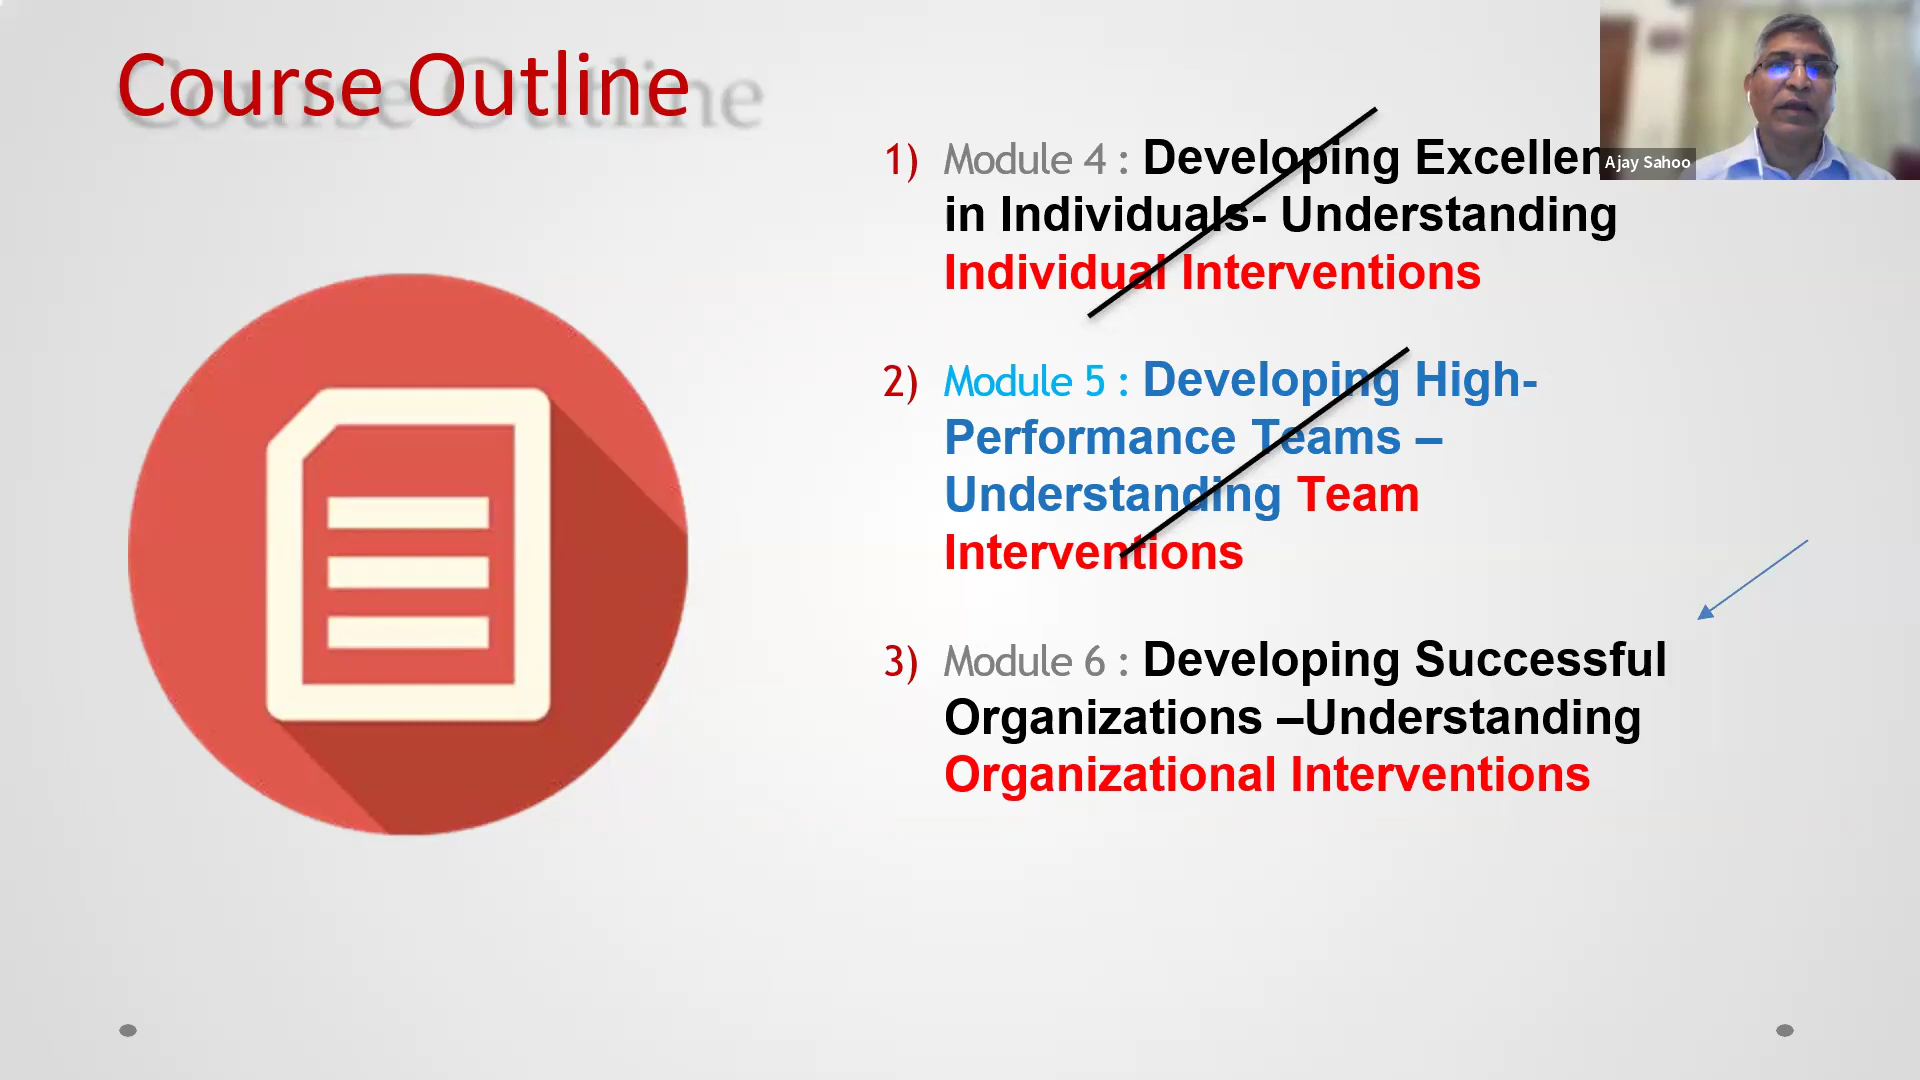 Course Outline
1) Module 4 : Developing Excellen
in Individuals- Understanding
Individual Interventions
2) Module 5 : Developing High-
Performance Teams –
Understanding Team
Interventions
3) Module 6 : Developing Successful
Organizations –Understanding
Organizational Interventions
Ajay Sahoo